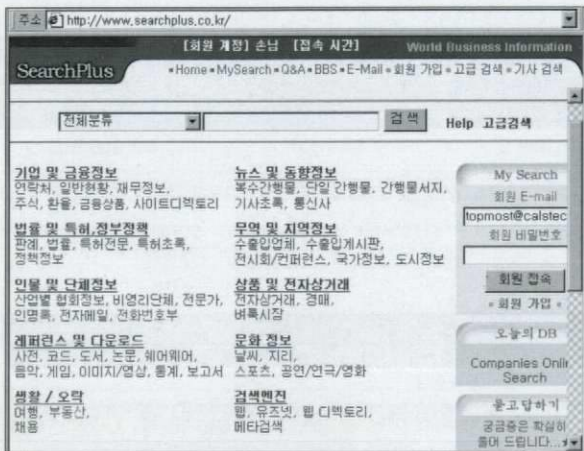 주소 http://www.searchplus.co.kr/
[회원 계정] 손님 [접속 시간] World Business Information
SearchPlus
Home MySearch Q&A BBS E-Mail 회원 가입 고급 검색 기사 검색
전체분류 검색 Help 고급검색
기업 및 금융정보
연락처, 일반현황, 재무정보,
주식, 환율, 금융상품, 사이트디렉토리
뉴스 및 동향정보
복수간행물, 단일 간행물, 간행물서지,
기사초록, 통신사
법률 및 특허,정부정책
판례, 법률, 특허전문, 특허초록,
정책정보
무역 및 지역정보
수출입업체, 수출입게시판,
전시회/컨퍼런스, 국가정보, 도시정보
인물 및 단체정보
산업별 협회정보, 비영리단체, 전문가,
인명록, 전자메일, 전화번호부
상품 및 전자상거래
전자상거래, 경매,
벼룩시장
레퍼런스 및 다운로드
사전, 코드, 도서, 논문, 쉐어웨어,
음악, 게임, 이미지/영상, 통계, 보고서
문화 정보
날씨, 지리,
스포츠, 공연/연극/영화
생활 / 오락
여행, 부동산,
채용
검색엔진
웹, 유즈넷, 웹 디렉토리,
메타검색
My Search
회원 E-mail
topmost@calstec
회원 비밀번호
회원 접속
회원 가입
오늘의 DB
Companies Onli
Search
묻고답하기
궁금증은 확실히
풀어 드립니다...